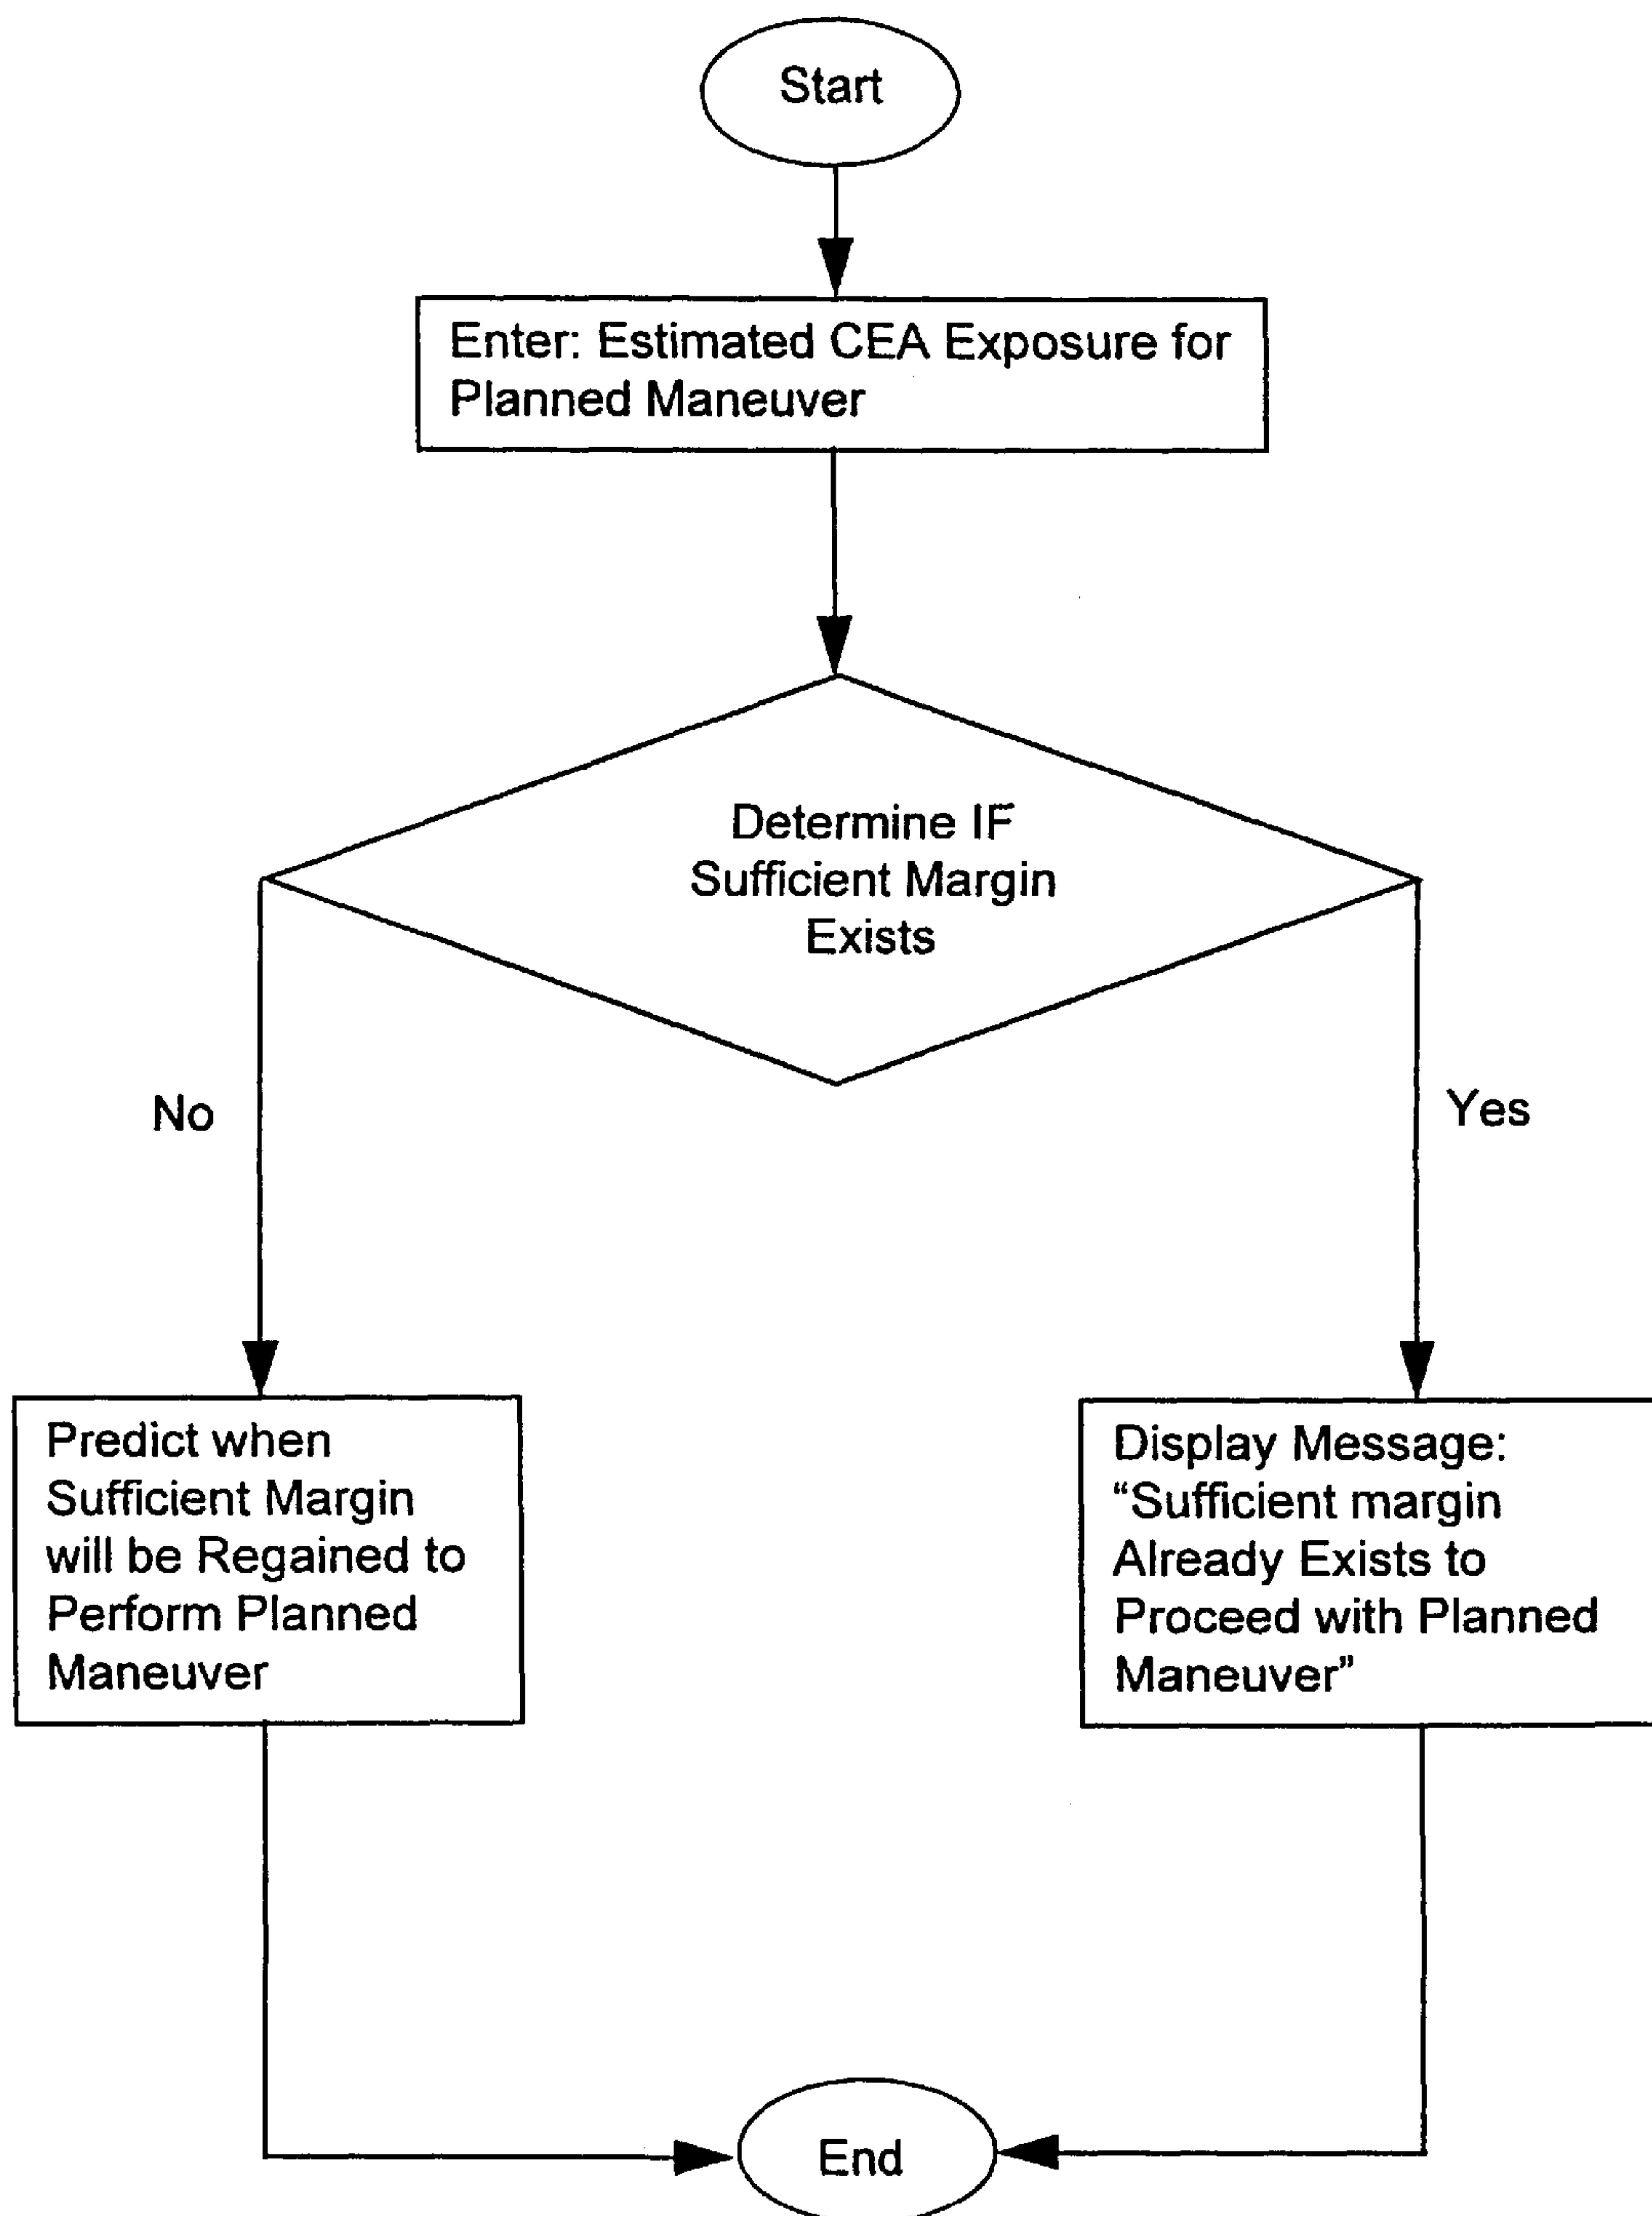 Start
Enter: Estimated CEA Exposure for
Planned Maneuver
Determine IF
Sufficient Margin
Exists
No
Yes
Predict when
Sufficient Margin
will be Regained to
Perform Planned
Maneuver
Display Message:
“Sufficient margin
Already Exists to
Proceed with Planned
Maneuver”
End